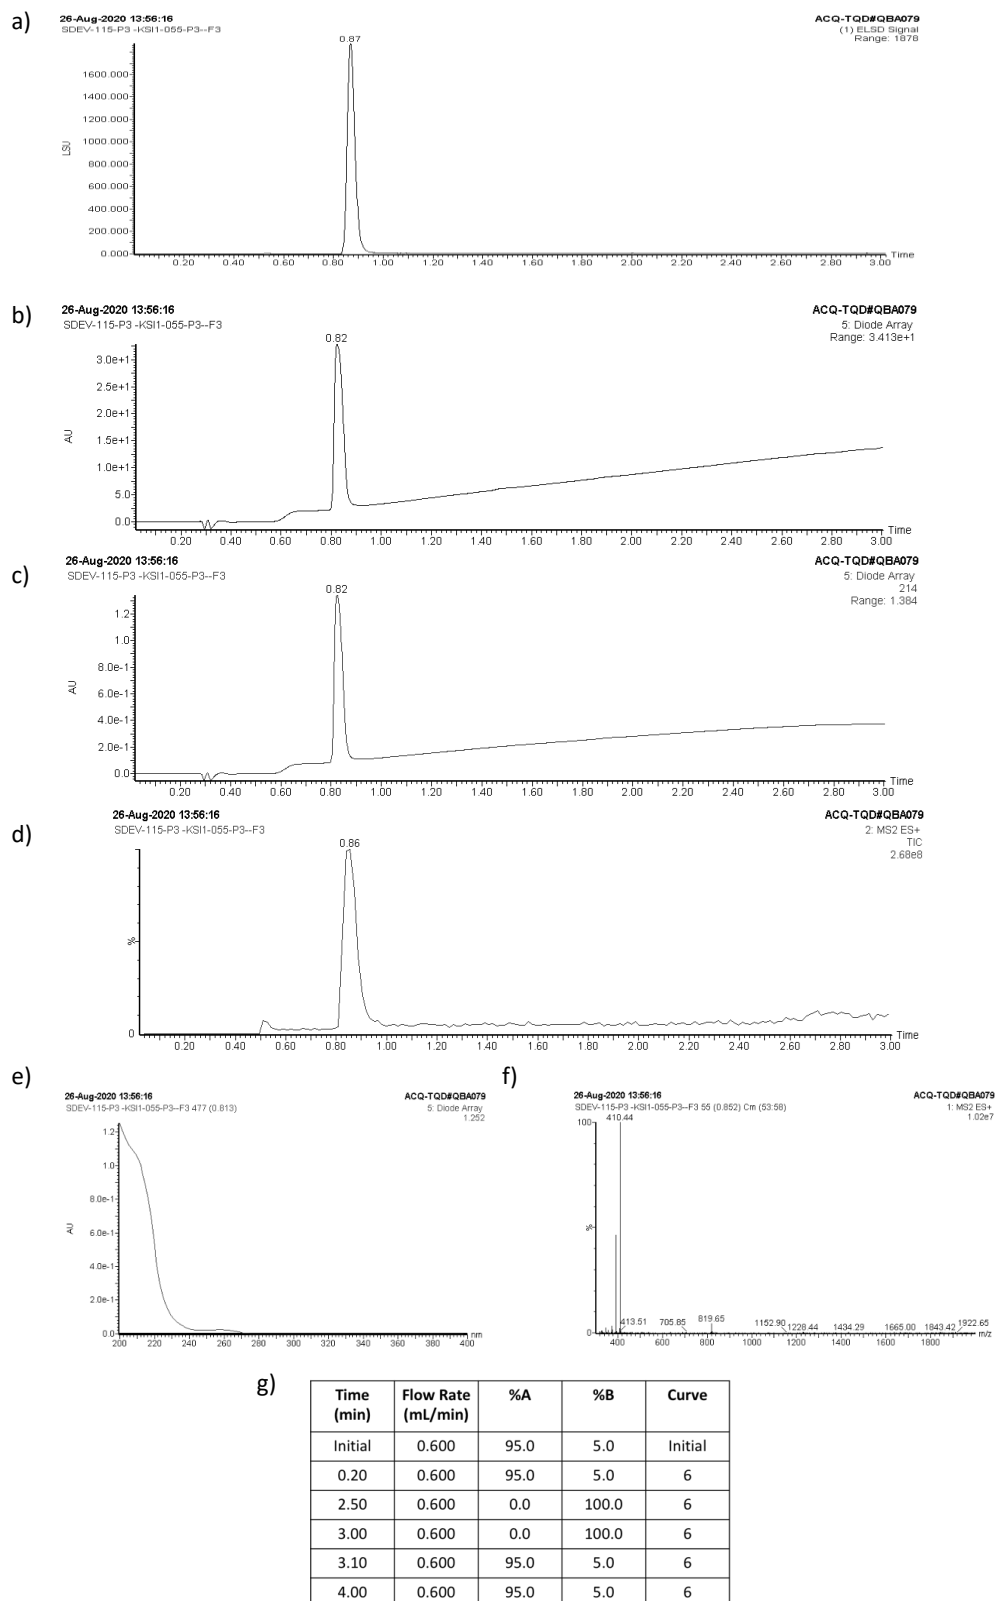 a)
26-Aug-2020 13:56:16 ACQ-TQD#QBA079
SDEV-115-P3 -KSI1-055-P3--F3 (1) ELSD Signal
Range: 1878
0.87
1600.000
1400.000
1200.000
1000.000
800.000
600.000
400.000
200.000
0.000
LSU
0.20 0.40 0.60 0.80 1.00 1.20 1.40 1.60 1.80 2.00 2.20 2.40 2.60 2.80 3.00 Time
b)
26-Aug-2020 13:56:16 ACQ-TQD#QBA079
SDEV-115-P3 -KSI1-055-P3--F3 5: Diode Array
Range: 3.413e+1
0.82
3.0e+1
2.5e+1
2.0e+1
1.5e+1
1.0e+1
5.0
0.0
AU
0.20 0.40 0.60 0.80 1.00 1.20 1.40 1.60 1.80 2.00 2.20 2.40 2.60 2.80 3.00 Time
c)
26-Aug-2020 13:56:16 ACQ-TQD#QBA079
SDEV-115-P3 -KSI1-055-P3--F3 5: Diode Array
214
Range: 1.384
0.82
1.2
1.0
8.0e-1
6.0e-1
4.0e-1
2.0e-1
0.0
AU
0.20 0.40 0.60 0.80 1.00 1.20 1.40 1.60 1.80 2.00 2.20 2.40 2.60 2.80 3.00 Time
d)
26-Aug-2020 13:56:16 ACQ-TQD#QBA079
SDEV-115-P3 -KSI1-055-P3--F3 2: MS2 ES+
TIC
2.68e8
0.86
%
0
0.20 0.40 0.60 0.80 1.00 1.20 1.40 1.60 1.80 2.00 2.20 2.40 2.60 2.80 3.00 Time
e)
26-Aug-2020 13:56:16 ACQ-TQD#QBA079
SDEV-115-P3 -KSI1-055-P3--F3 477 (0.813) 5: Diode Array
1.252
1.2
1.0
8.0e-1
6.0e-1
4.0e-1
2.0e-1
0.0
AU
200 220 240 260 280 300 320 340 360 380 400 nm
f)
26-Aug-2020 13:56:16 ACQ-TQD#QBA079
SDEV-115-P3 -KSI1-055-P3--F3 55 (0.852) Cm (53:58) 1: MS2 ES+
1.02e7
100
410.44
%
0
413.51 705.85 819.65 1152.90 1228.44 1434.29 1665.00 1843.42 1922.65
400 600 800 1000 1200 1400 1600 1800 m/z
g)
Time (min) Flow Rate (mL/min) %A %B Curve
Initial 0.600 95.0 5.0 Initial
0.20 0.600 95.0 5.0 6
2.50 0.600 0.0 100.0 6
3.00 0.600 0.0 100.0 6
3.10 0.600 95.0 5.0 6
4.00 0.600 95.0 5.0 6